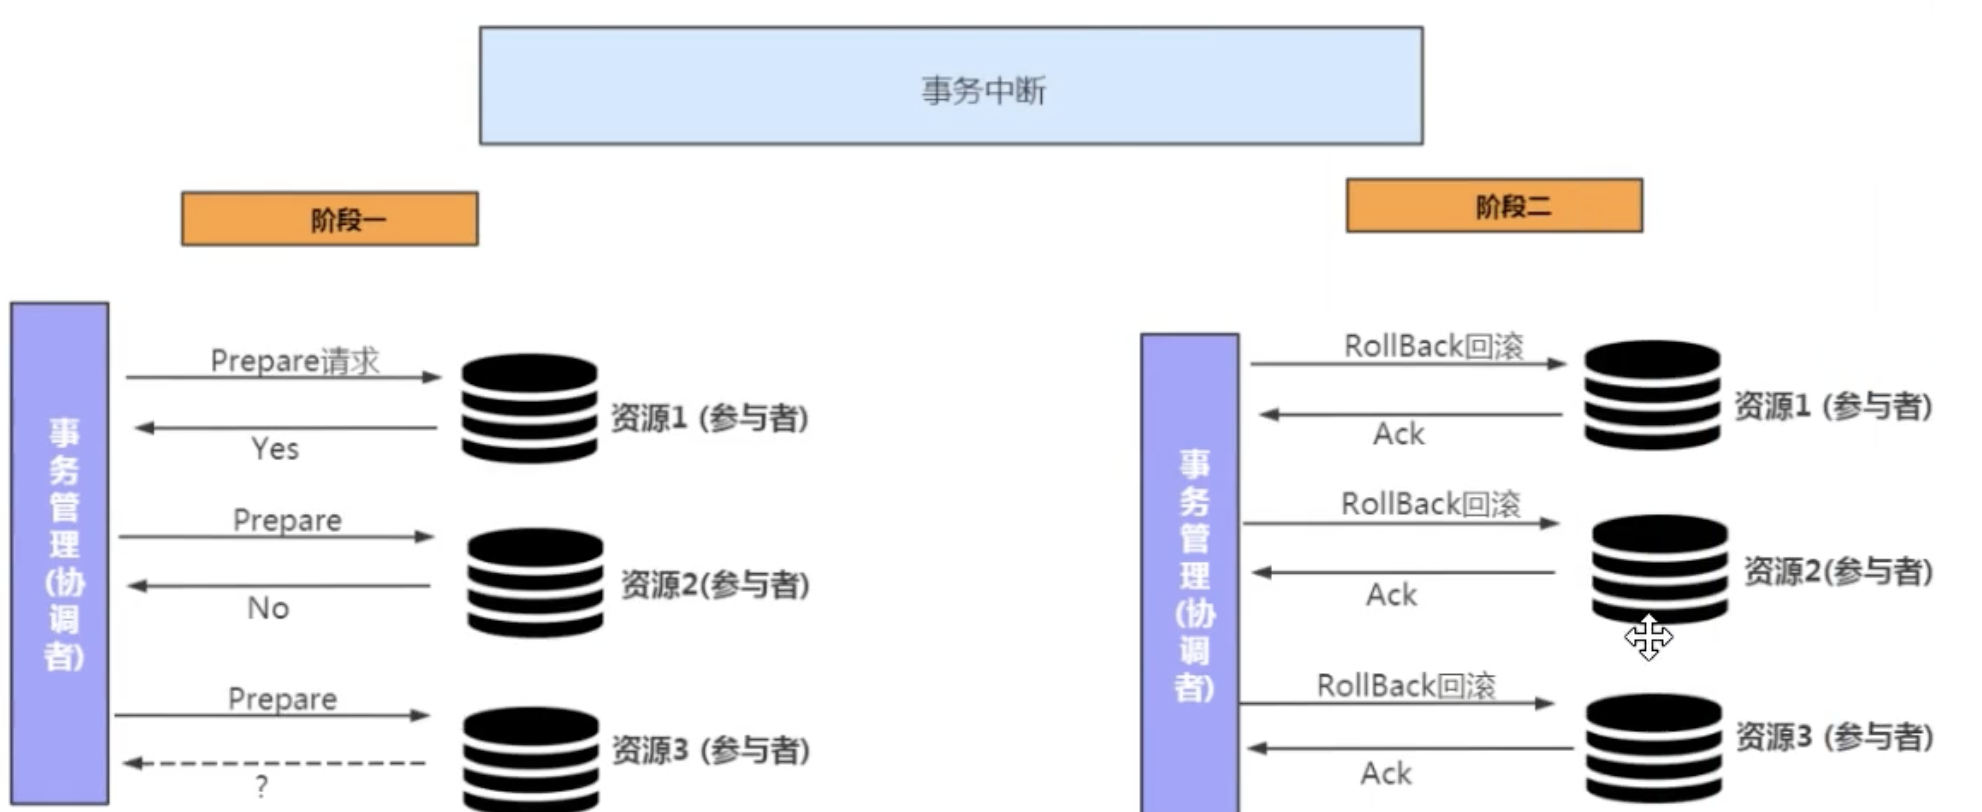 事务中断
阶段一
阶段二
事务管理(协调者)
Prepare请求
Yes
资源1 (参与者)
Prepare
No
资源2(参与者)
Prepare
?
资源3 (参与者)
事务管理(协调者)
RollBack回滚
Ack
资源1 (参与者)
RollBack回滚
Ack
资源2(参与者)
RollBack回滚
Ack
资源3 (参与者)